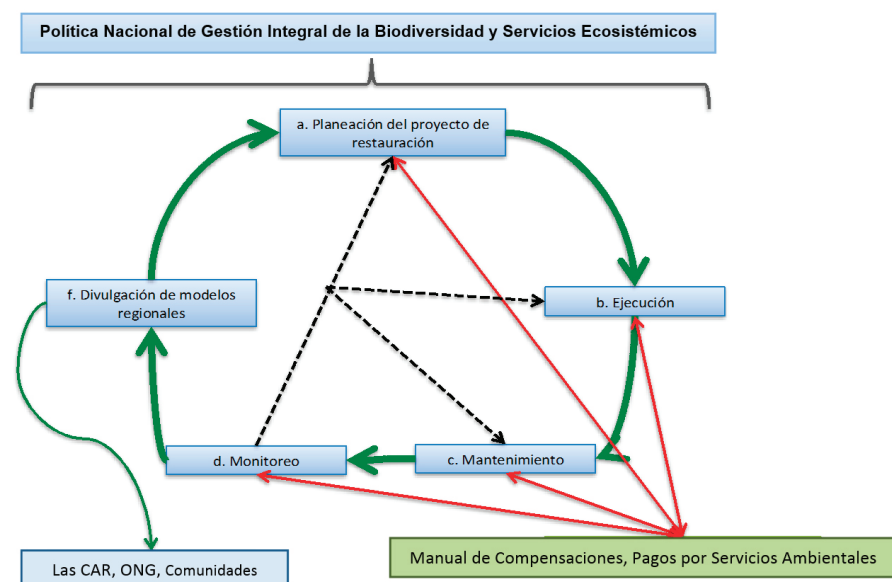 Política Nacional de Gestión Integral de la Biodiversidad y Servicios Ecosistémicos
a. Planeación del proyecto de
restauración
f. Divulgación de modelos
regionales
b. Ejecución
d. Monitoreo
c. Mantenimiento
Las CAR, ONG, Comunidades
Manual de Compensaciones, Pagos por Servicios Ambientales